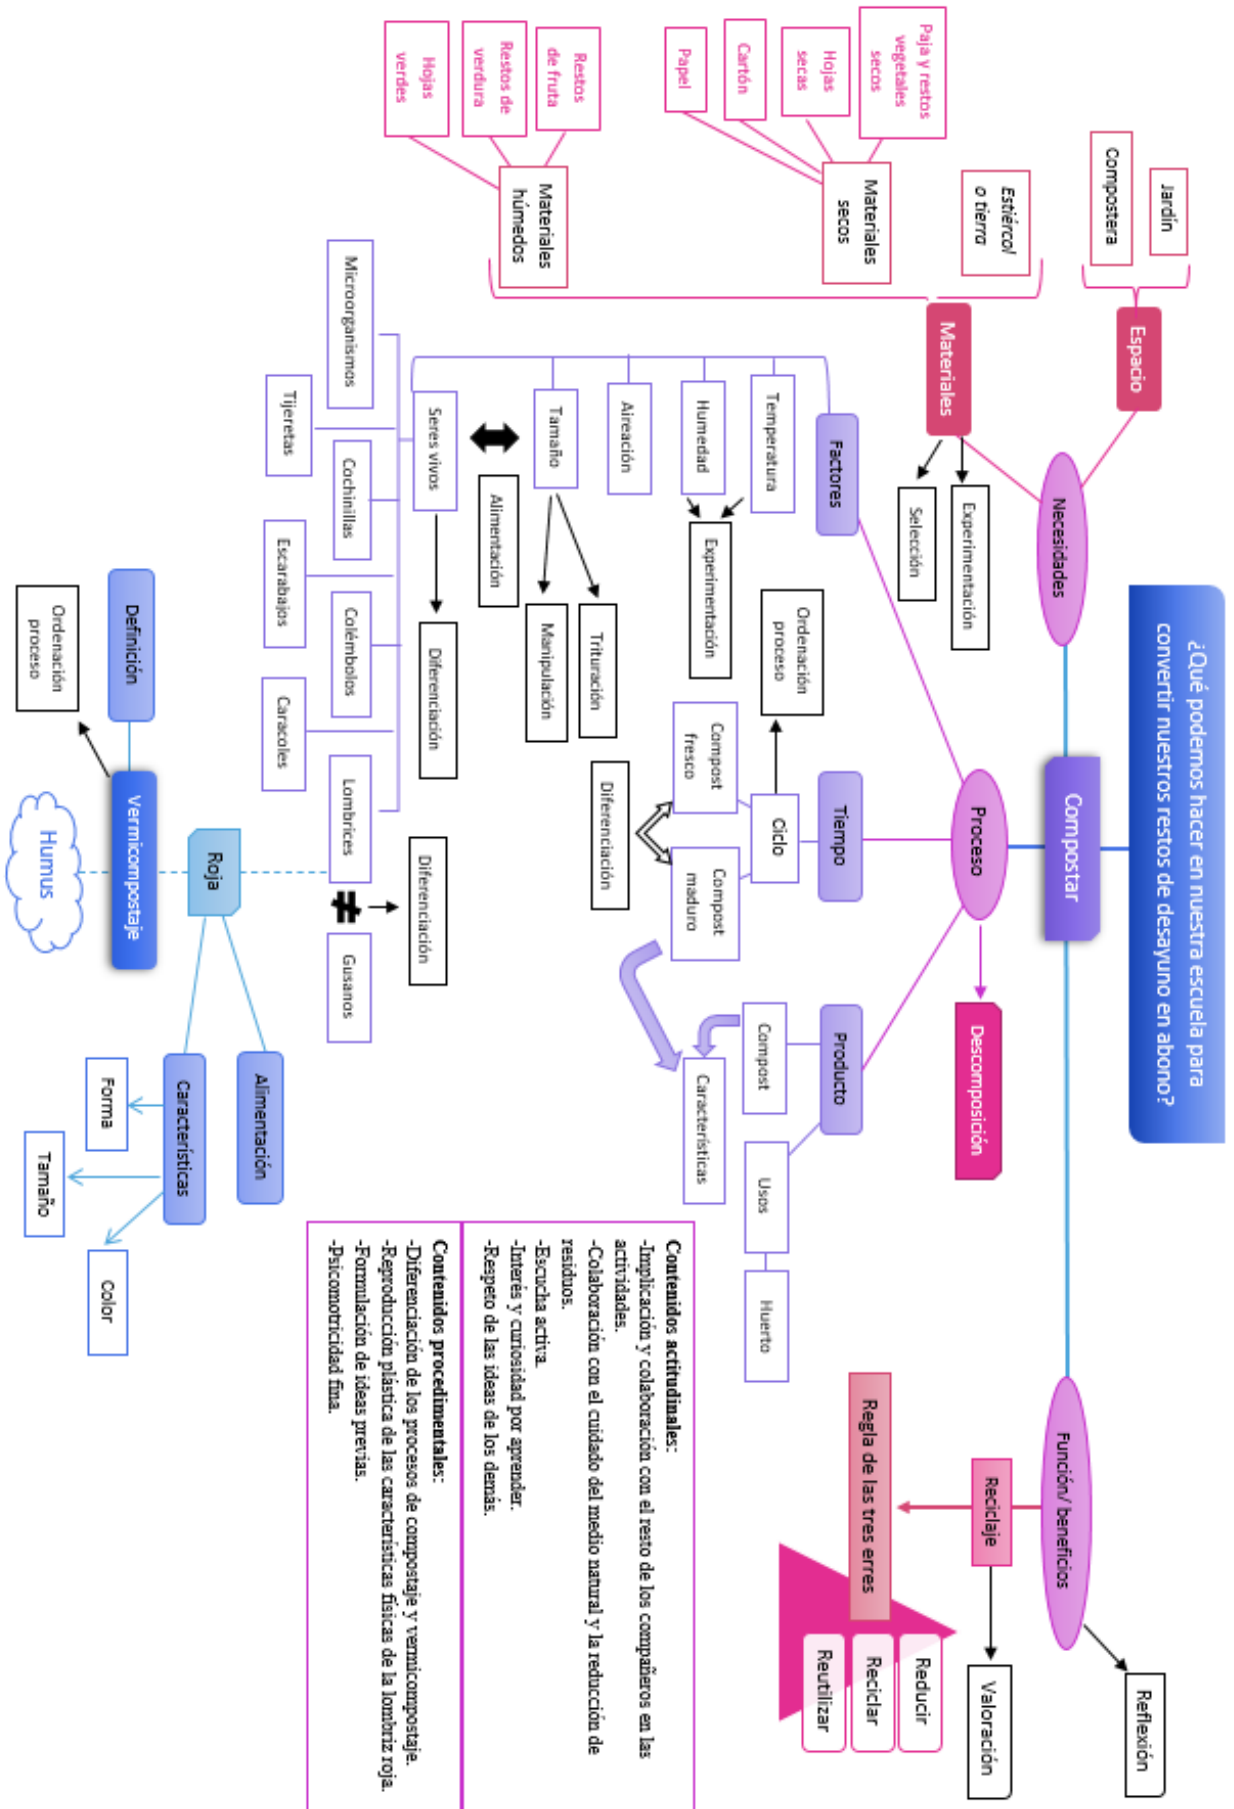 ¿Qué podemos hacer en nuestra escuela para
convertir nuestros restos de desayuno en abono?
Compostar
Necesidades
Proceso
Función/ beneficios
Reflexión
Espacio
Jardín
Compostera
Materiales
Experimentación
Selección
Estiércol
o tierra
Materiales
secos
Paja y restos
vegetales
secos
Hojas
secas
Cartón
Papel
Materiales
húmedos
Restos
de fruta
Restos de
verdura
Hojas
verdes
Descomposición
Factores
Temperatura
Humedad
Experimentación
Aireación
Tamaño
Trituración
Manipulación
Alimentación
Seres vivos
Diferenciación
Microorganismos
Tijeretas
Cochinillas
Escarabajos
Colémbolos
Caracoles
Lombrices
≠
Gusanos
Diferenciación
Tiempo
Ciclo
Ordenación
proceso
Compost
fresco
Compost
maduro
Diferenciación
Producto
Compost
Usos
Huerto
Características
Reciclaje
Valoración
Regla de las tres erres
Reducir
Reciclar
Reutilizar
Roja
Alimentación
Características
Forma
Tamaño
Color
Definición
Vermicompostaje
Ordenación
proceso
Humus
Contenidos actitudinales:
-Implicación y colaboración con el resto de los compañeros en las
actividades.
-Colaboración con el cuidado del medio natural y la reducción de
residuos.
-Escucha activa.
-Interés y curiosidad por aprender.
-Respeto de las ideas de los demás.
Contenidos procedimentales:
-Diferenciación de los procesos de compostaje y vermicompostaje.
-Reproducción plástica de las características físicas de la lombriz roja.
-Formulación de ideas previas.
-Psicomotricidad fina.